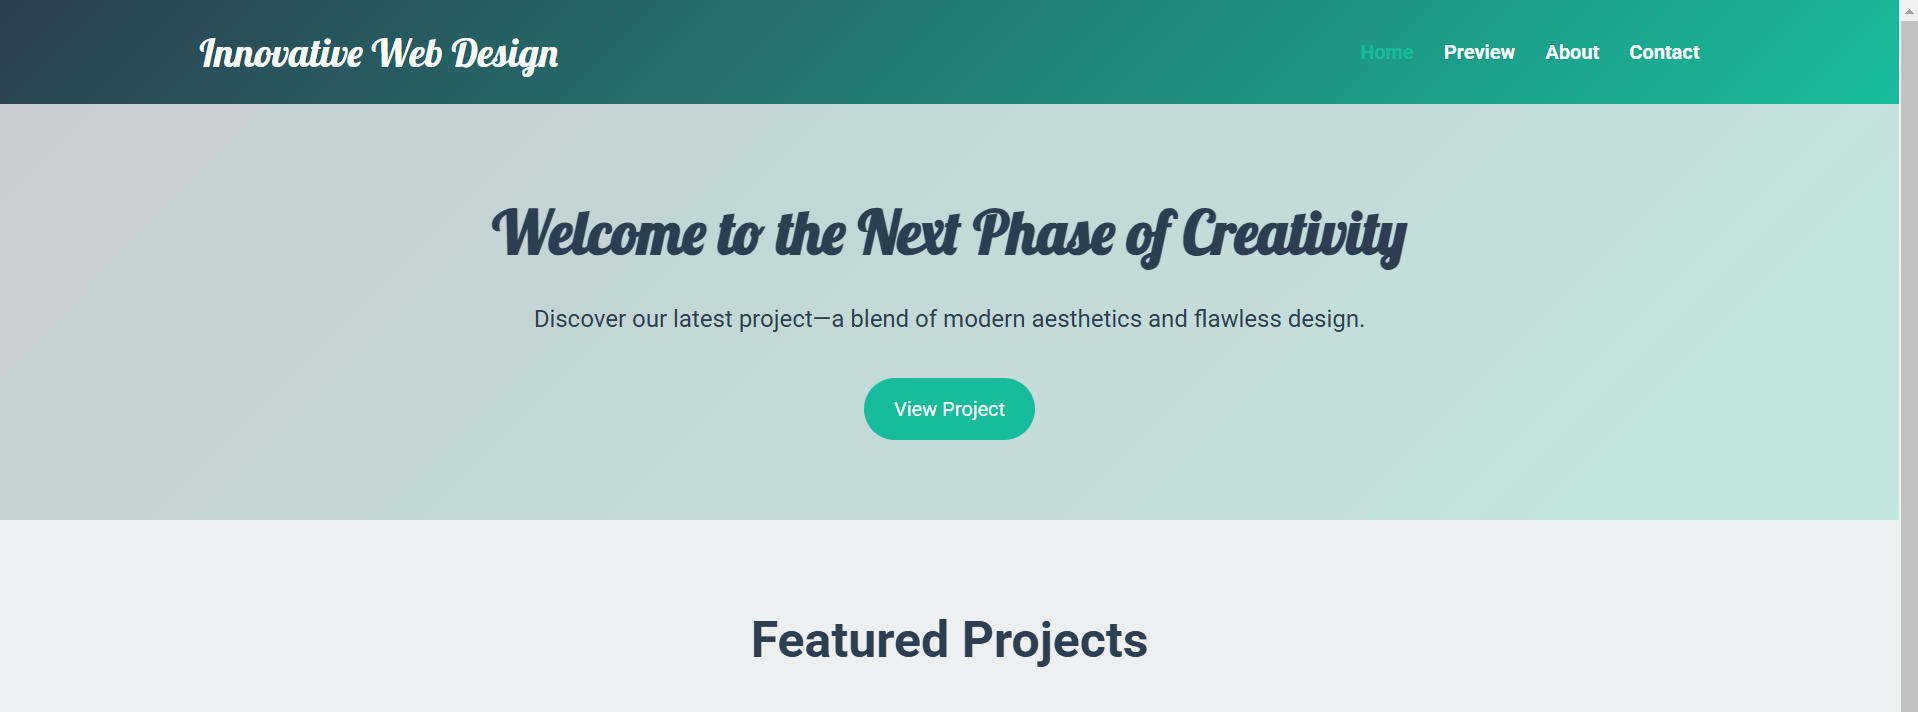 Innovative Web Design
Home Preview About Contact
Welcome to the Next Phase of Creativity
Discover our latest project—a blend of modern aesthetics and flawless design.
View Project
Featured Projects